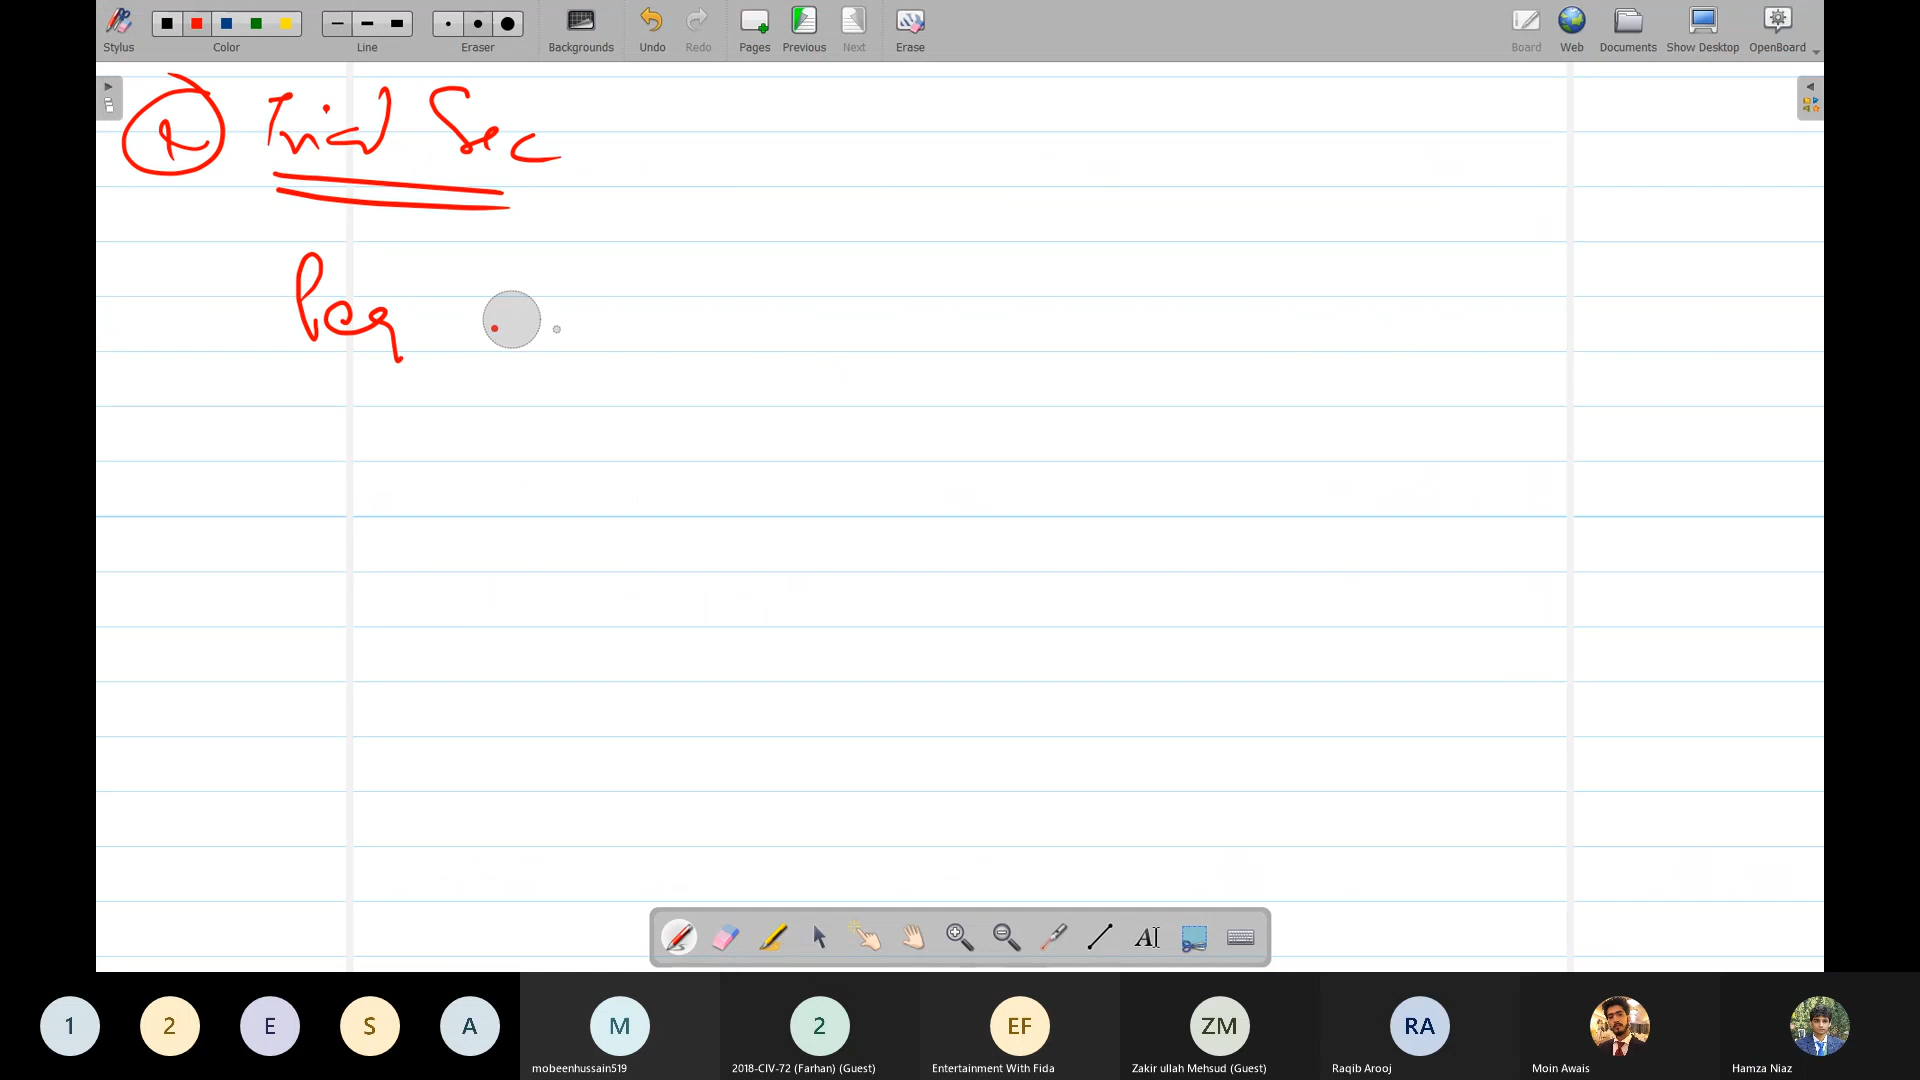 Stylus Color Line Eraser Backgrounds Undo Redo Pages Previous Next Erase Board Web Documents Show Desktop OpenBoard
② Trial Sec
Req
AI
1 2 E S A M 2 EF ZM RA
mobeenhussain519 2018-CIV-72 (Farhan) (Guest) Entertainment With Fida Zakir ullah Mehsud (Guest) Raqib Arooj Moin Awais Hamza Niaz